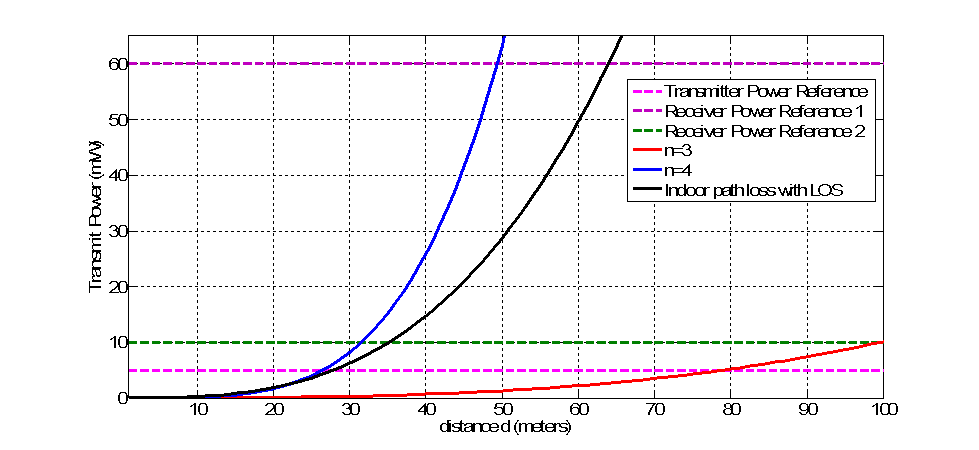 60
50
40
30
20
10
0
Transmit Power (mW)
Transmitter Power Reference
Receiver Power Reference 1
Receiver Power Reference 2
n=3
n=4
Indoor path loss with LOS
10 20 30 40 50 60 70 80 90 100
distance d (meters)